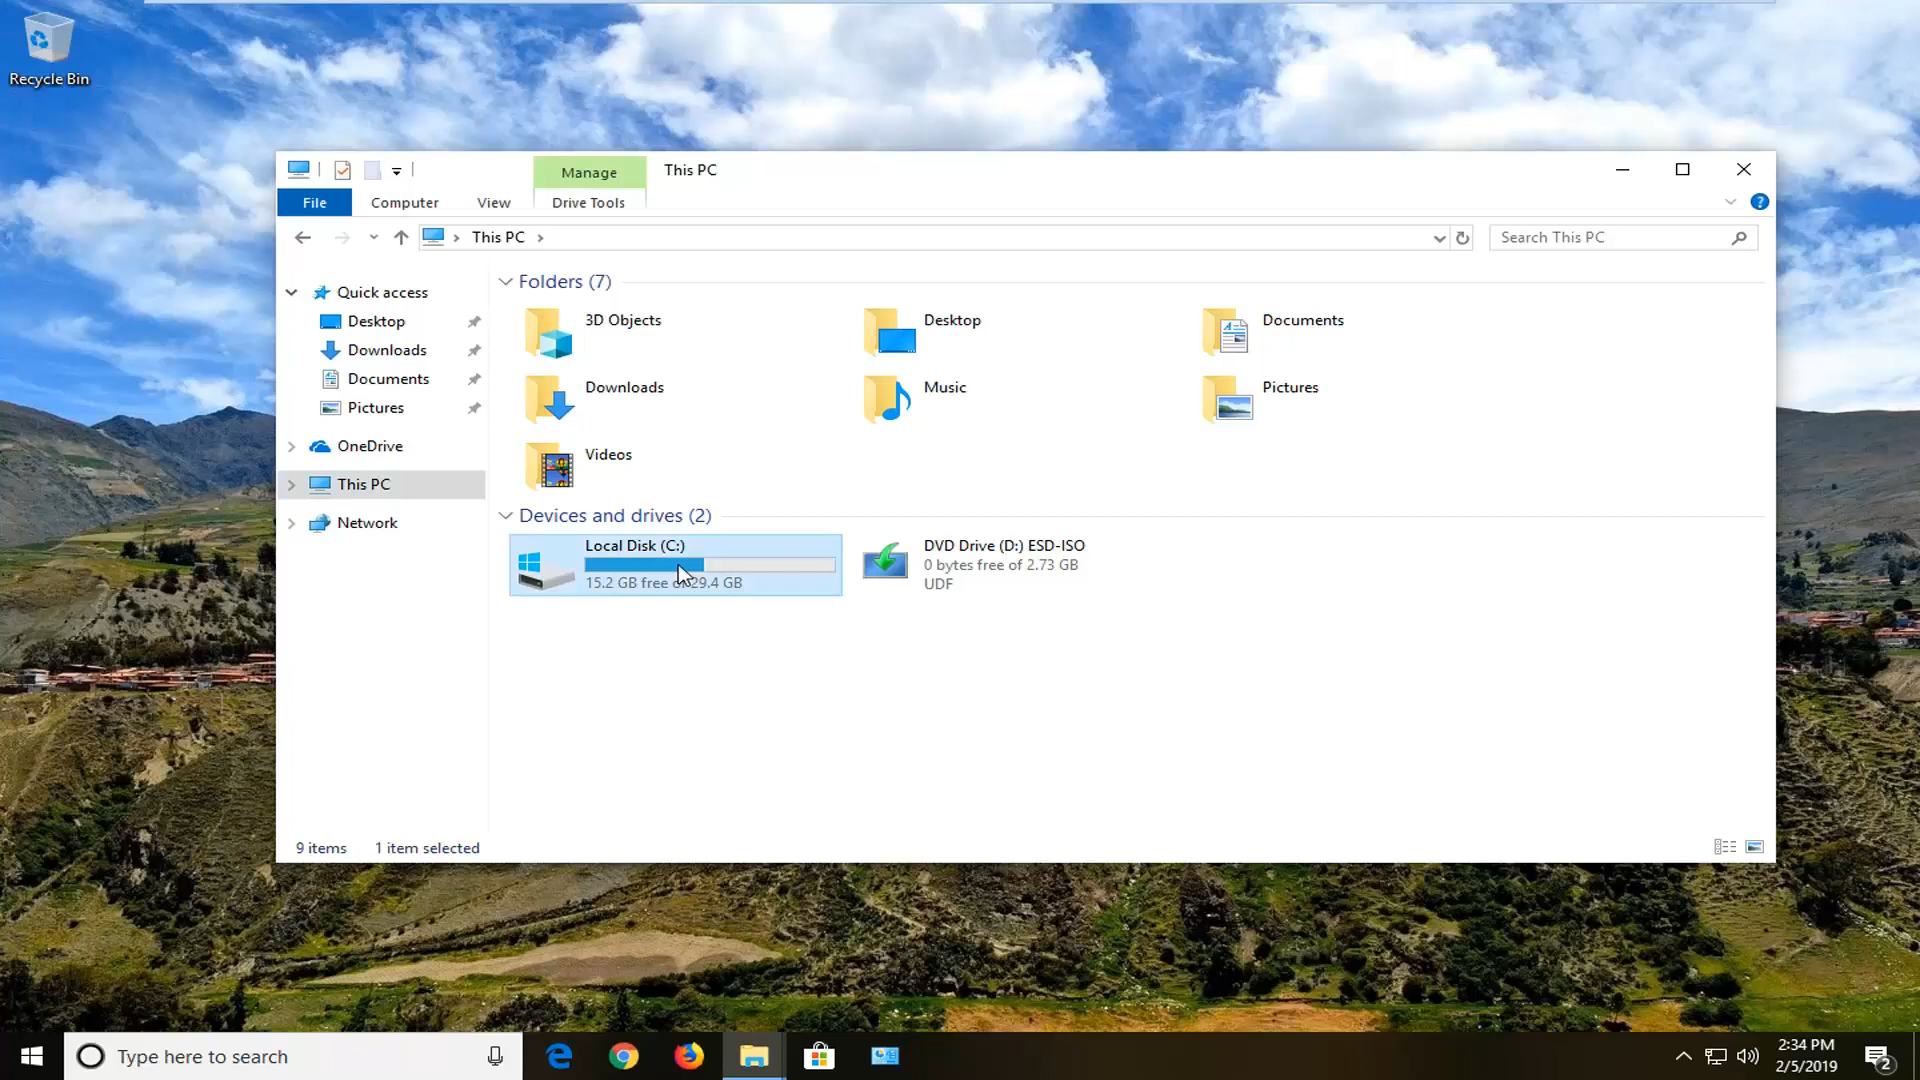 Recycle Bin
Manage
This PC
File
Computer
View
Drive Tools
This PC
Search This PC
Quick access
Desktop
Downloads
Documents
Pictures
OneDrive
This PC
Network
Folders (7)
3D Objects
Desktop
Documents
Downloads
Music
Pictures
Videos
Devices and drives (2)
Local Disk (C:)
15.2 GB free of 29.4 GB
DVD Drive (D:) ESD-ISO
0 bytes free of 2.73 GB
UDF
9 items
1 item selected
Type here to search
2:34 PM
2/5/2019
2